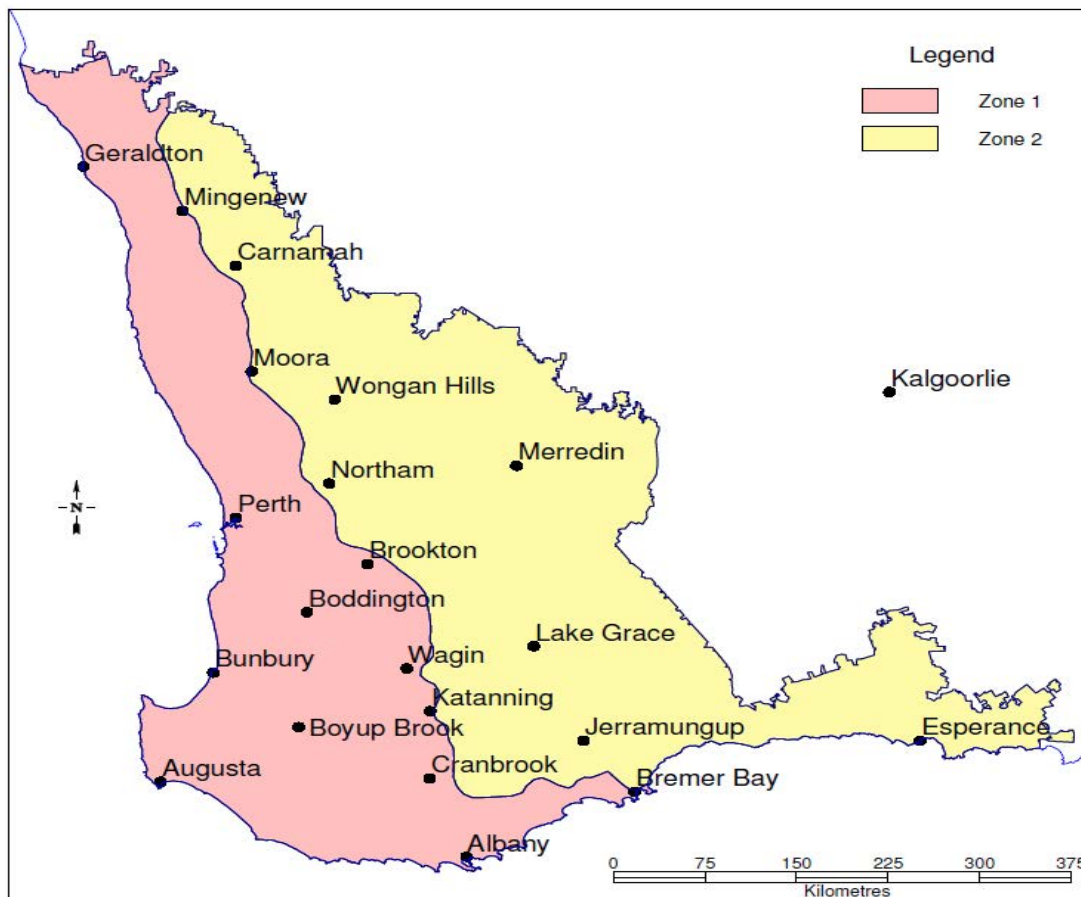 Legend
Zone 1
Zone 2
Geraldton
Mingenew
Carnamah
Moora
Wongan Hills
Kalgoorlie
Merredin
Northam
Perth
N
Brookton
Boddington
Lake Grace
Wagin
Bunbury
Katanning
Boyup Brook
Jerramungup
Esperance
Augusta
Cranbrook
Bremer Bay
Albany
0 75 150 225 300 375
Kilometres